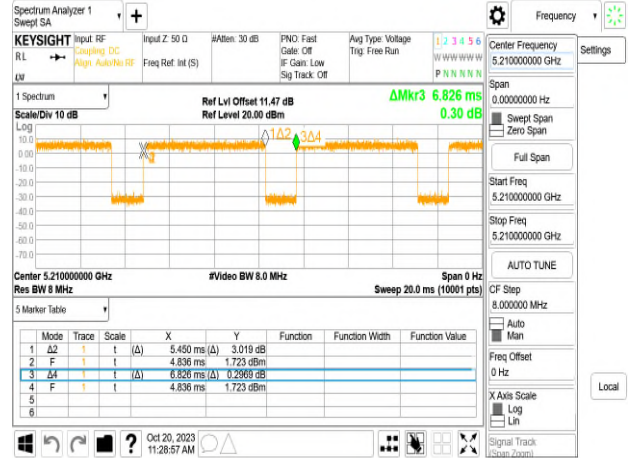 Spectrum Analyzer 1
Swept SA
Frequency
KEYSIGHT
Input: RF
Coupling: DC
Align: Auto/No RF
Input Z: 50 Ω
Freq Ref: Int (S)
#Atten: 30 dB
PNO: Fast
Gate: Off
IF Gain: Low
Sig Track: Off
Avg Type: Voltage
Trig: Free Run
1 2 3 4 5 6
W W W W W W
P N N N N N
RL
1 Spectrum
Scale/Div 10 dB
Ref Lvl Offset 11.47 dB
Ref Level 20.00 dBm
ΔMkr3 6.826 ms
0.30 dB
Log
10.0
0.00
-10.0
-20.0
-30.0
-40.0
-50.0
-60.0
-70.0
1Δ2
3Δ4
Center 5.210000000 GHz
Res BW 8 MHz
#Video BW 8.0 MHz
Span 0 Hz
Sweep 20.0 ms (10001 pts)
5 Marker Table
Mode Trace Scale X Y Function Function Width Function Value
1 Δ2 1 t (Δ) 5.450 ms (Δ) 3.019 dB
2 F 1 t 4.836 ms 1.723 dBm
3 Δ4 1 t (Δ) 6.826 ms (Δ) 0.2969 dB
4 F 1 t 4.836 ms 1.723 dBm
5
6
Oct 20, 2023
11:28:57 AM
?
Center Frequency
5.210000000 GHz
Span
0.00000000 Hz
Swept Span
Zero Span
Full Span
Start Freq
5.210000000 GHz
Stop Freq
5.210000000 GHz
AUTO TUNE
CF Step
8.000000 MHz
Auto
Man
Freq Offset
0 Hz
X Axis Scale
Log
Lin
Signal Track
(Span Zoom)
Settings
Local